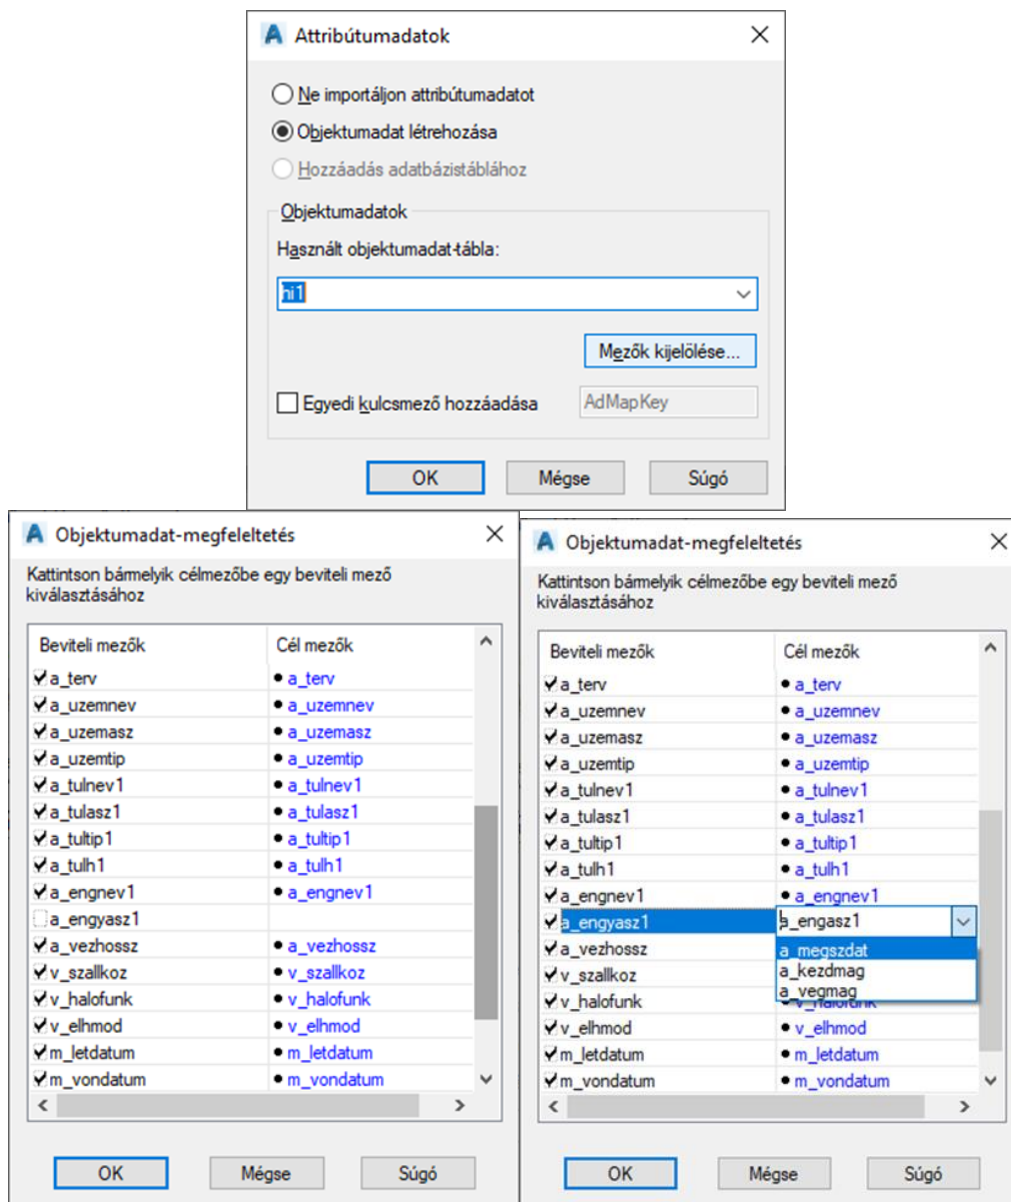 Attribútumadatok
Ne importáljon attribútumadatot
Objektumadat létrehozása
Hozzáadás adatbázistáblához
Objektumadatok
Használt objektumadat-tábla:
hi1
Mezők kijelölése...
Egyedi kulcsmező hozzáadása AdMapKey
OK Mégse Súgó
Objektumadat-megfeleltetés
Kattintson bármelyik célmezőbe egy beviteli mező
kiválasztásához
Beviteli mezők Cél mezők
a_terv a_terv
a_uzemnev a_uzemnev
a_uzemasz a_uzemasz
a_uzemtip a_uzemtip
a_tulnev1 a_tulnev1
a_tulasz1 a_tulasz1
a_tultip1 a_tultip1
a_tulh1 a_tulh1
a_engnev1 a_engnev1
a_engyasz1
a_vezhossz a_vezhossz
v_szallkoz v_szallkoz
v_halofunk v_halofunk
v_elhmod v_elhmod
m_letdatum m_letdatum
m_vondatum m_vondatum
OK Mégse Súgó
Objektumadat-megfeleltetés
Kattintson bármelyik célmezőbe egy beviteli mező
kiválasztásához
Beviteli mezők Cél mezők
a_terv a_terv
a_uzemnev a_uzemnev
a_uzemasz a_uzemasz
a_uzemtip a_uzemtip
a_tulnev1 a_tulnev1
a_tulasz1 a_tulasz1
a_tultip1 a_tultip1
a_tulh1 a_tulh1
a_engnev1 a_engnev1
a_engyasz1 a_engasz1
a_vezhossz a_megszdat
v_szallkoz a_kezdmag
a_vegmag
v_halofunk v_halofunk
v_elhmod v_elhmod
m_letdatum m_letdatum
m_vondatum m_vondatum
OK Mégse Súgó